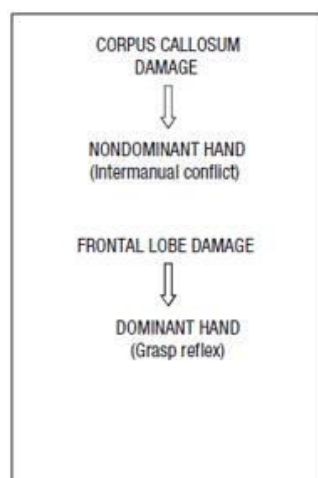 CORPUS CALLOSUM
DAMAGE
NONDOMINANT HAND
(Intermanual conflict)
FRONTAL LOBE DAMAGE
DOMINANT HAND
(Grasp reflex)